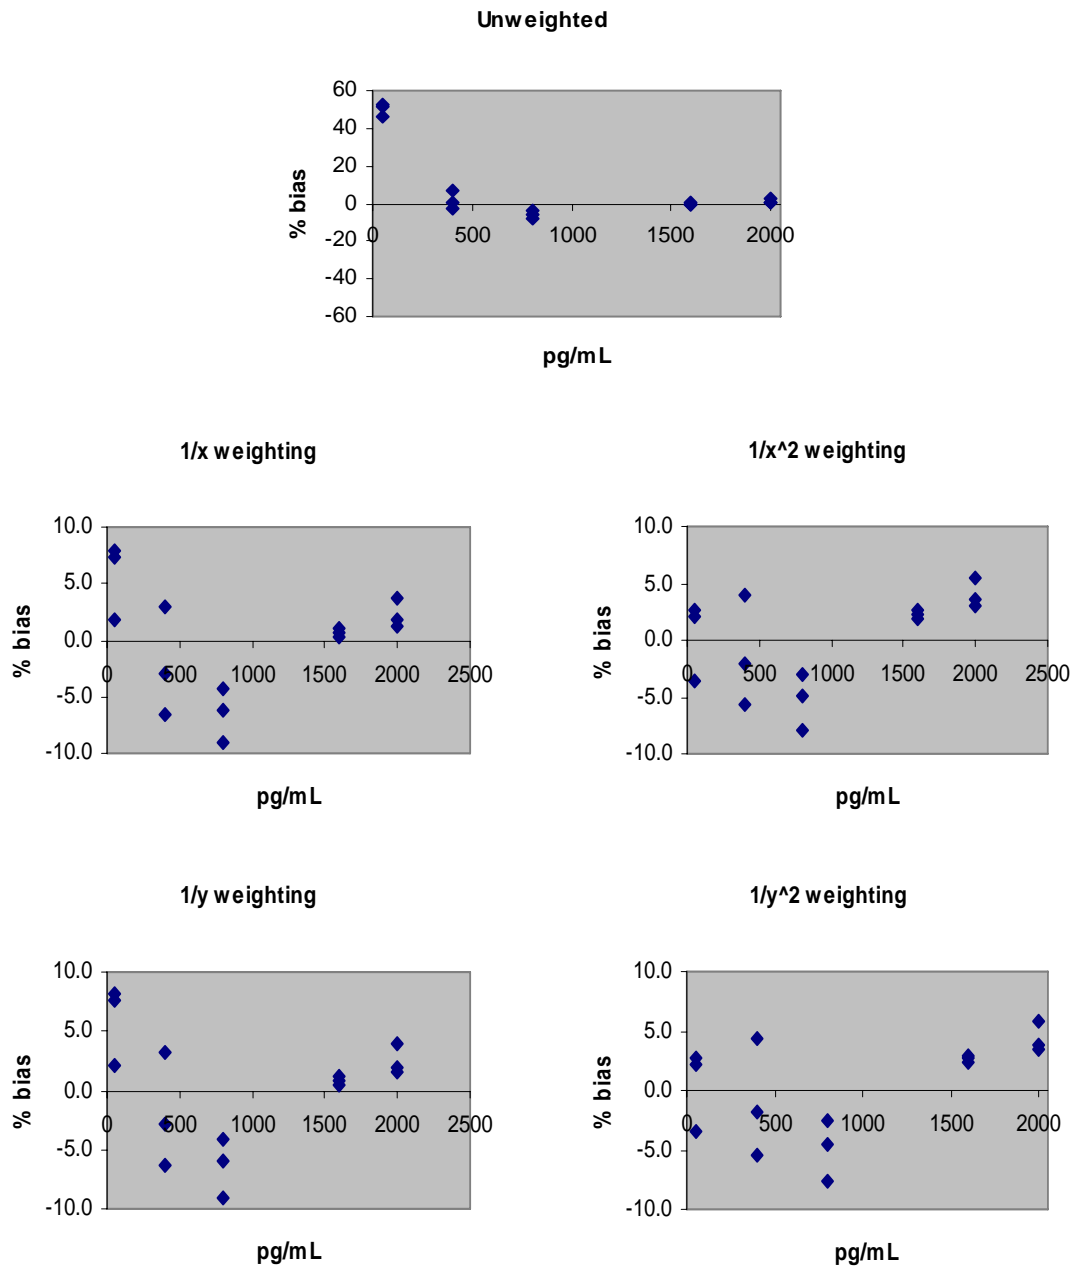 Unweighted
60
40
20
0
-20
-40
-60
0 500 1000 1500 2000
% bias
pg/mL
1/x weighting
10.0
5.0
0.0
-5.0
-10.0
0 500 1000 1500 2000 2500
% bias
pg/mL
1/x^2 weighting
10.0
5.0
0.0
-5.0
-10.0
0 500 1000 1500 2000 2500
% bias
pg/mL
1/y weighting
10.0
5.0
0.0
-5.0
-10.0
0 500 1000 1500 2000 2500
% bias
pg/mL
1/y^2 weighting
10.0
5.0
0.0
-5.0
-10.0
0 500 1000 1500 2000
% bias
pg/mL